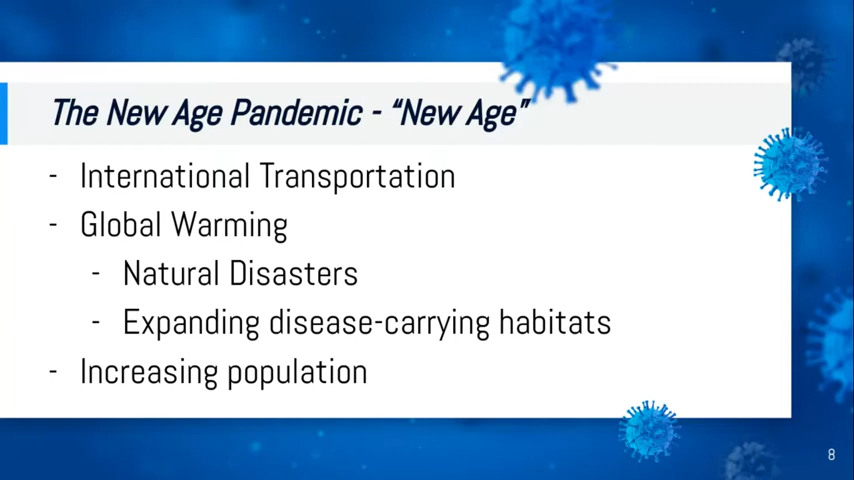 The New Age Pandemic - “New Age”
- International Transportation
- Global Warming
- Natural Disasters
- Expanding disease-carrying habitats
- Increasing population
8